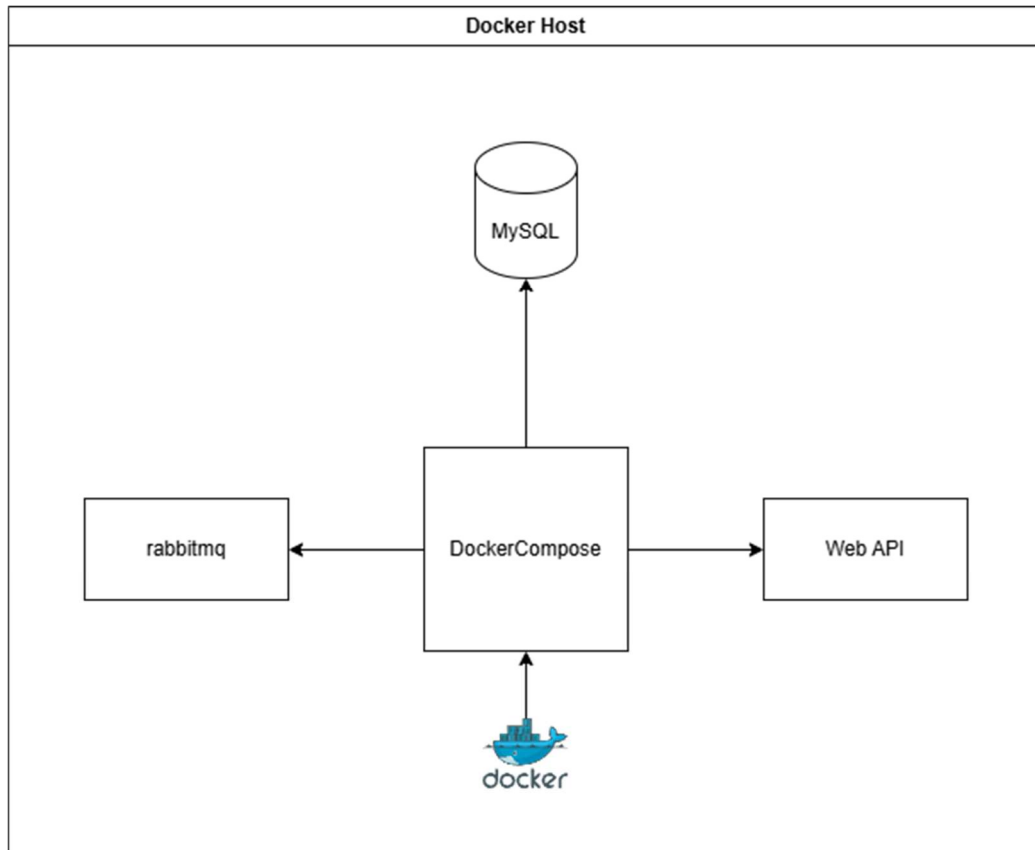 Docker Host
MySQL
rabbitmq
DockerCompose
Web API
docker